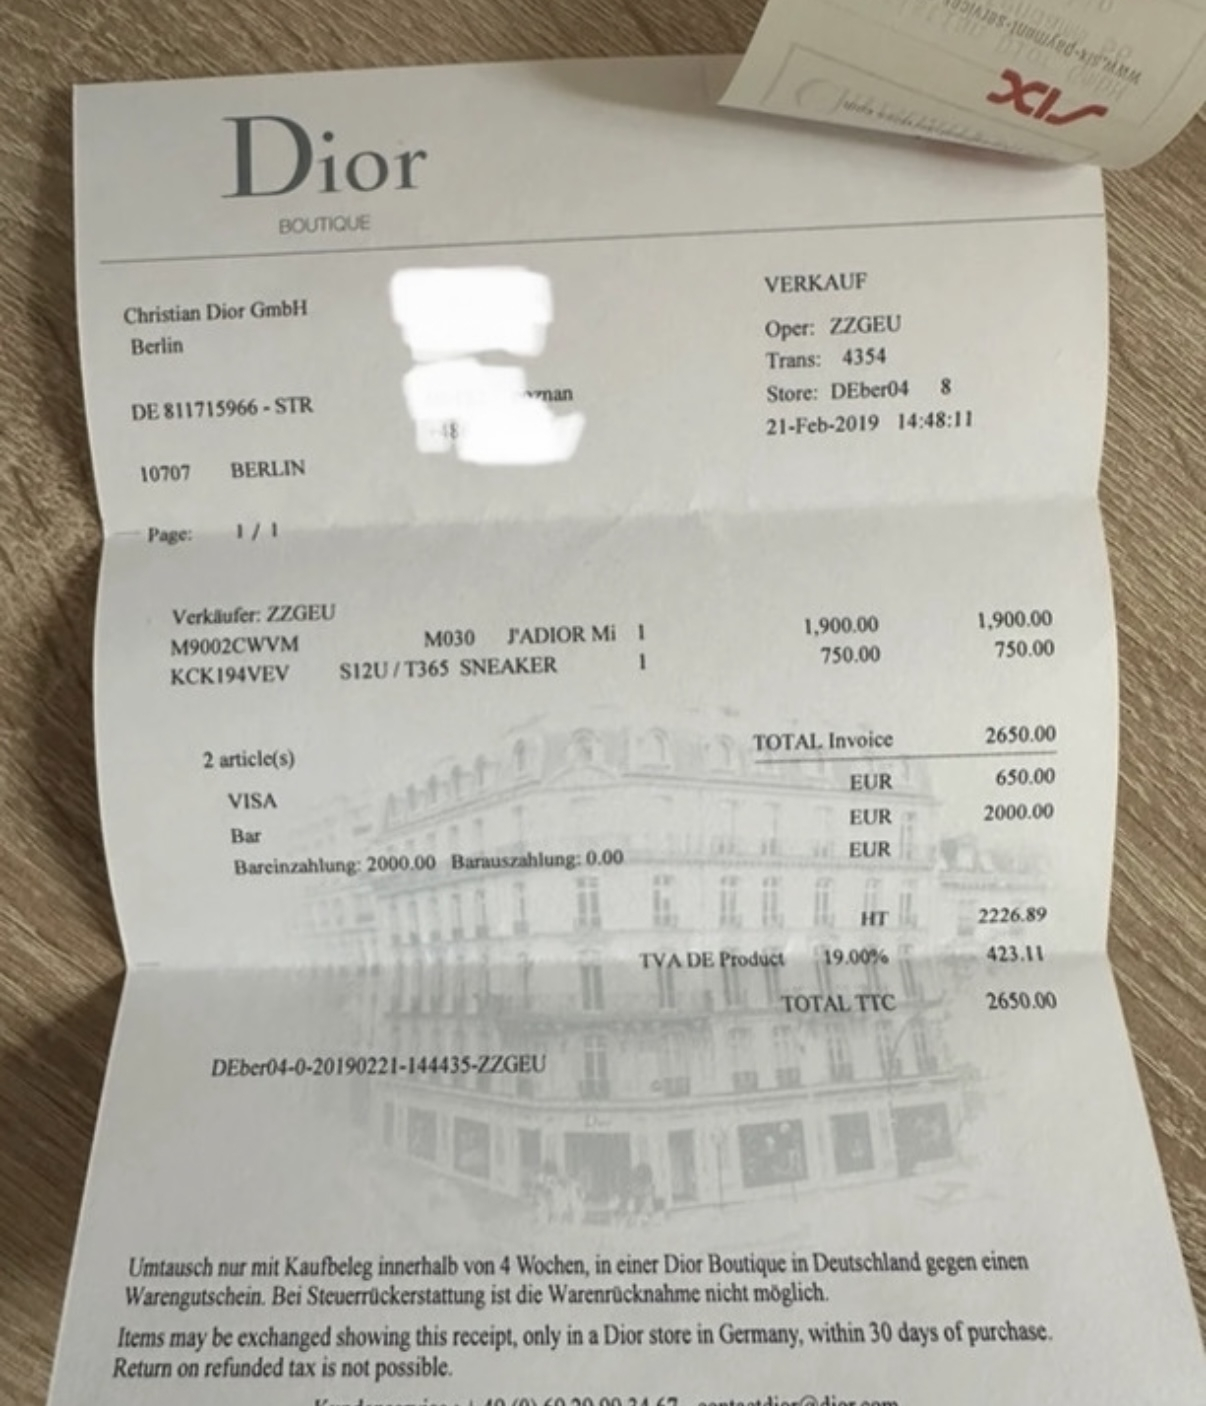 www.six-payment-services
SIX
Dior
BOUTIQUE
Christian Dior GmbH
Berlin
DE 811715966 - STR
10707 BERLIN
Page: 1 / 1
VERKAUF
Oper: ZZGEU
Trans: 4354
Store: DEber04 8
21-Feb-2019 14:48:11
Verkäufer: ZZGEU
M9002CWVM M030 J'ADIOR Mi 1 1,900.00 1,900.00
KCK194VEV S12U / T365 SNEAKER 1 750.00 750.00
TOTAL Invoice 2650.00
2 article(s)
VISA EUR 650.00
Bar EUR 2000.00
Bareinzahlung: 2000.00 Barauszahlung: 0.00 EUR
HT 2226.89
TVA DE Product 19.00% 423.11
TOTAL TTC 2650.00
DEber04-0-20190221-144435-ZZGEU
Umtausch nur mit Kaufbeleg innerhalb von 4 Wochen, in einer Dior Boutique in Deutschland gegen einen
Warengutschein. Bei Steuerrückerstattung ist die Warenrücknahme nicht möglich.
Items may be exchanged showing this receipt, only in a Dior store in Germany, within 30 days of purchase.
Return on refunded tax is not possible.